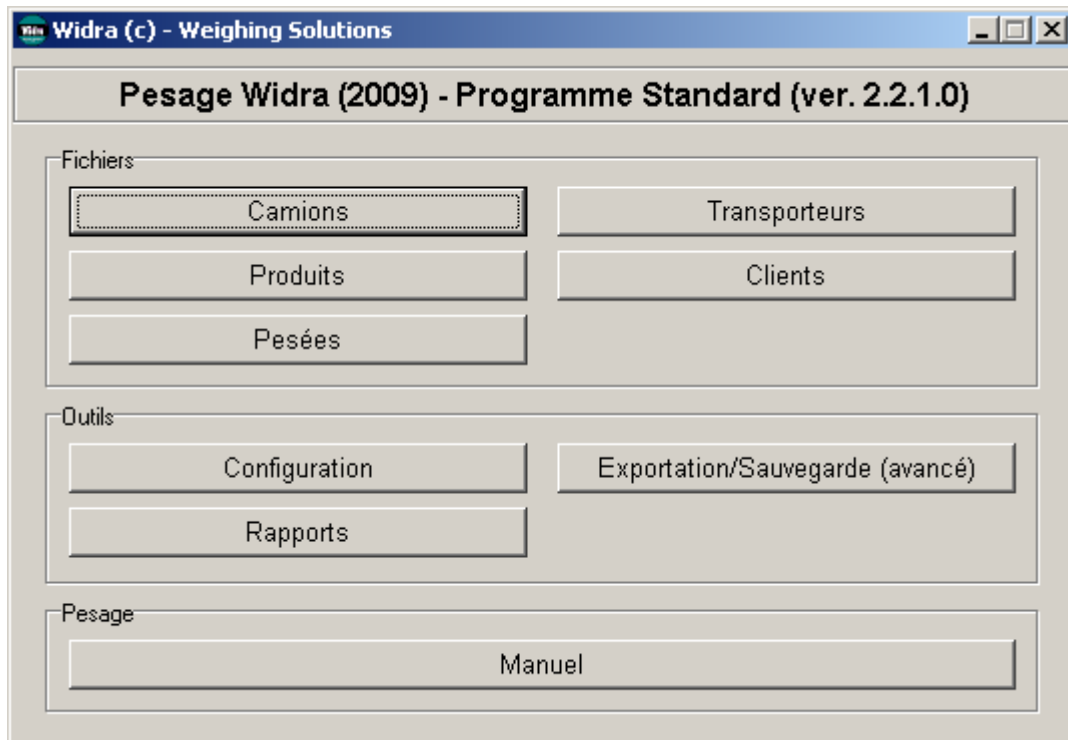 Widra (c) - Weighing Solutions
Pesage Widra (2009) - Programme Standard (ver. 2.2.1.0)
Fichiers
Camions Transporteurs
Produits Clients
Pesées
Outils
Configuration Exportation/Sauvegarde (avancé)
Rapports
Pesage
Manuel